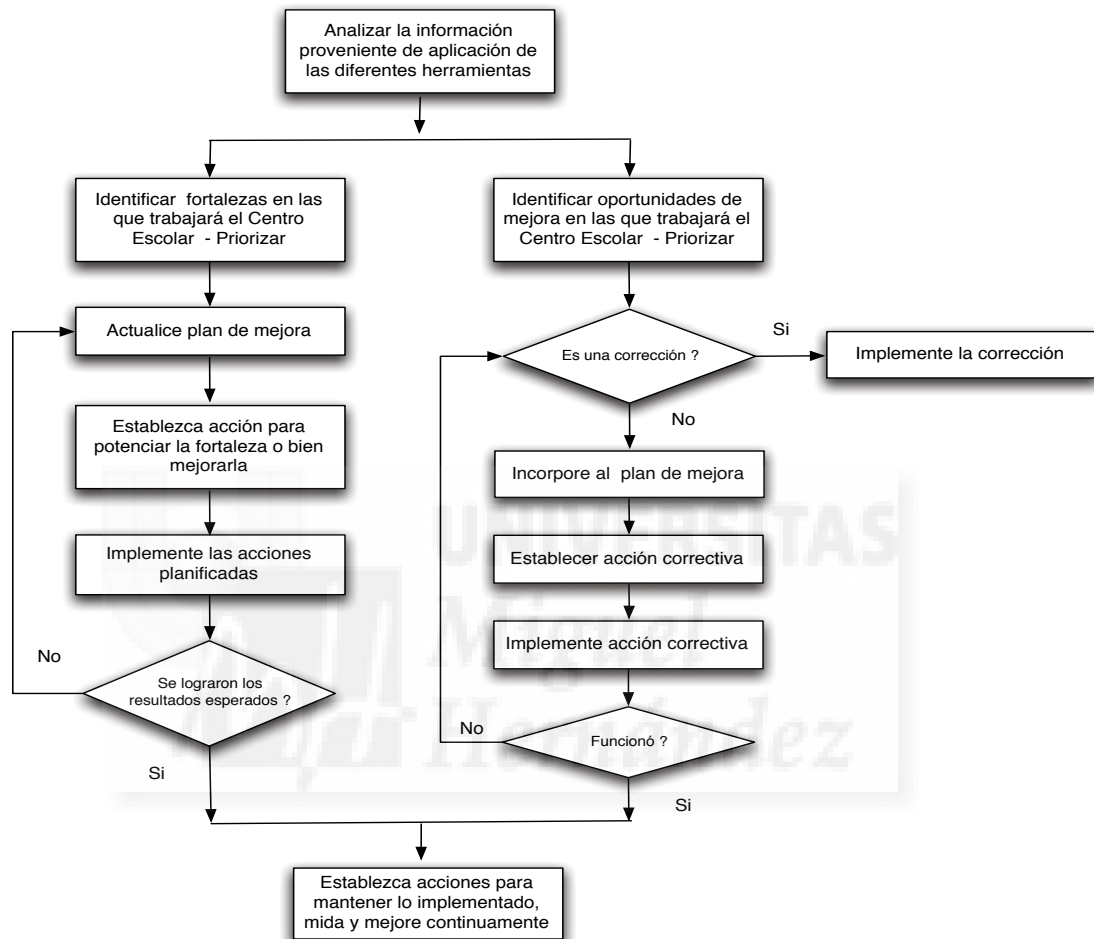 Analizar la información
proveniente de aplicación de
las diferentes herramientas
Identificar fortalezas en las
que trabajará el Centro
Escolar - Priorizar
Identificar oportunidades de
mejora en las que trabajará el
Centro Escolar - Priorizar
Actualice plan de mejora
Es una corrección ?
Si
Implemente la corrección
No
Establezca acción para
potenciar la fortaleza o bien
mejorarla
Incorpore al plan de mejora
Implemente las acciones
planificadas
Establecer acción correctiva
Implemente acción correctiva
No
Se lograron los
resultados esperados ?
No
Funcionó ?
Si
Si
Establezca acciones para
mantener lo implementado,
mida y mejore continuamente
UNIVERSITAS
Miguel
Hernández